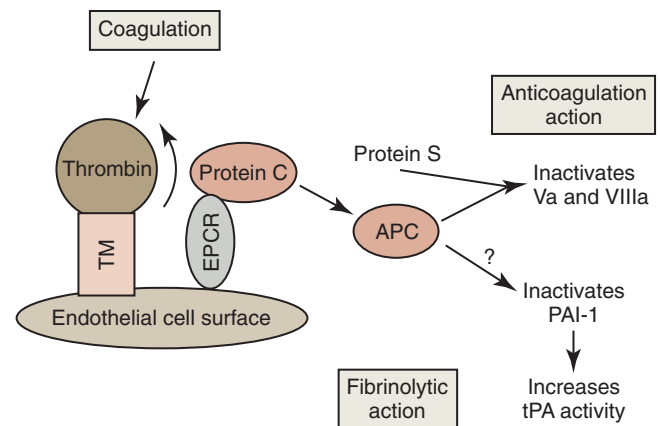 Coagulation
Anticoagulation
action
Thrombin
Protein C
Protein S
Inactivates
Va and VIIIa
TM
EPCR
APC
?
Endothelial cell surface
Inactivates
PAI-1
Fibrinolytic
action
Increases
tPA activity